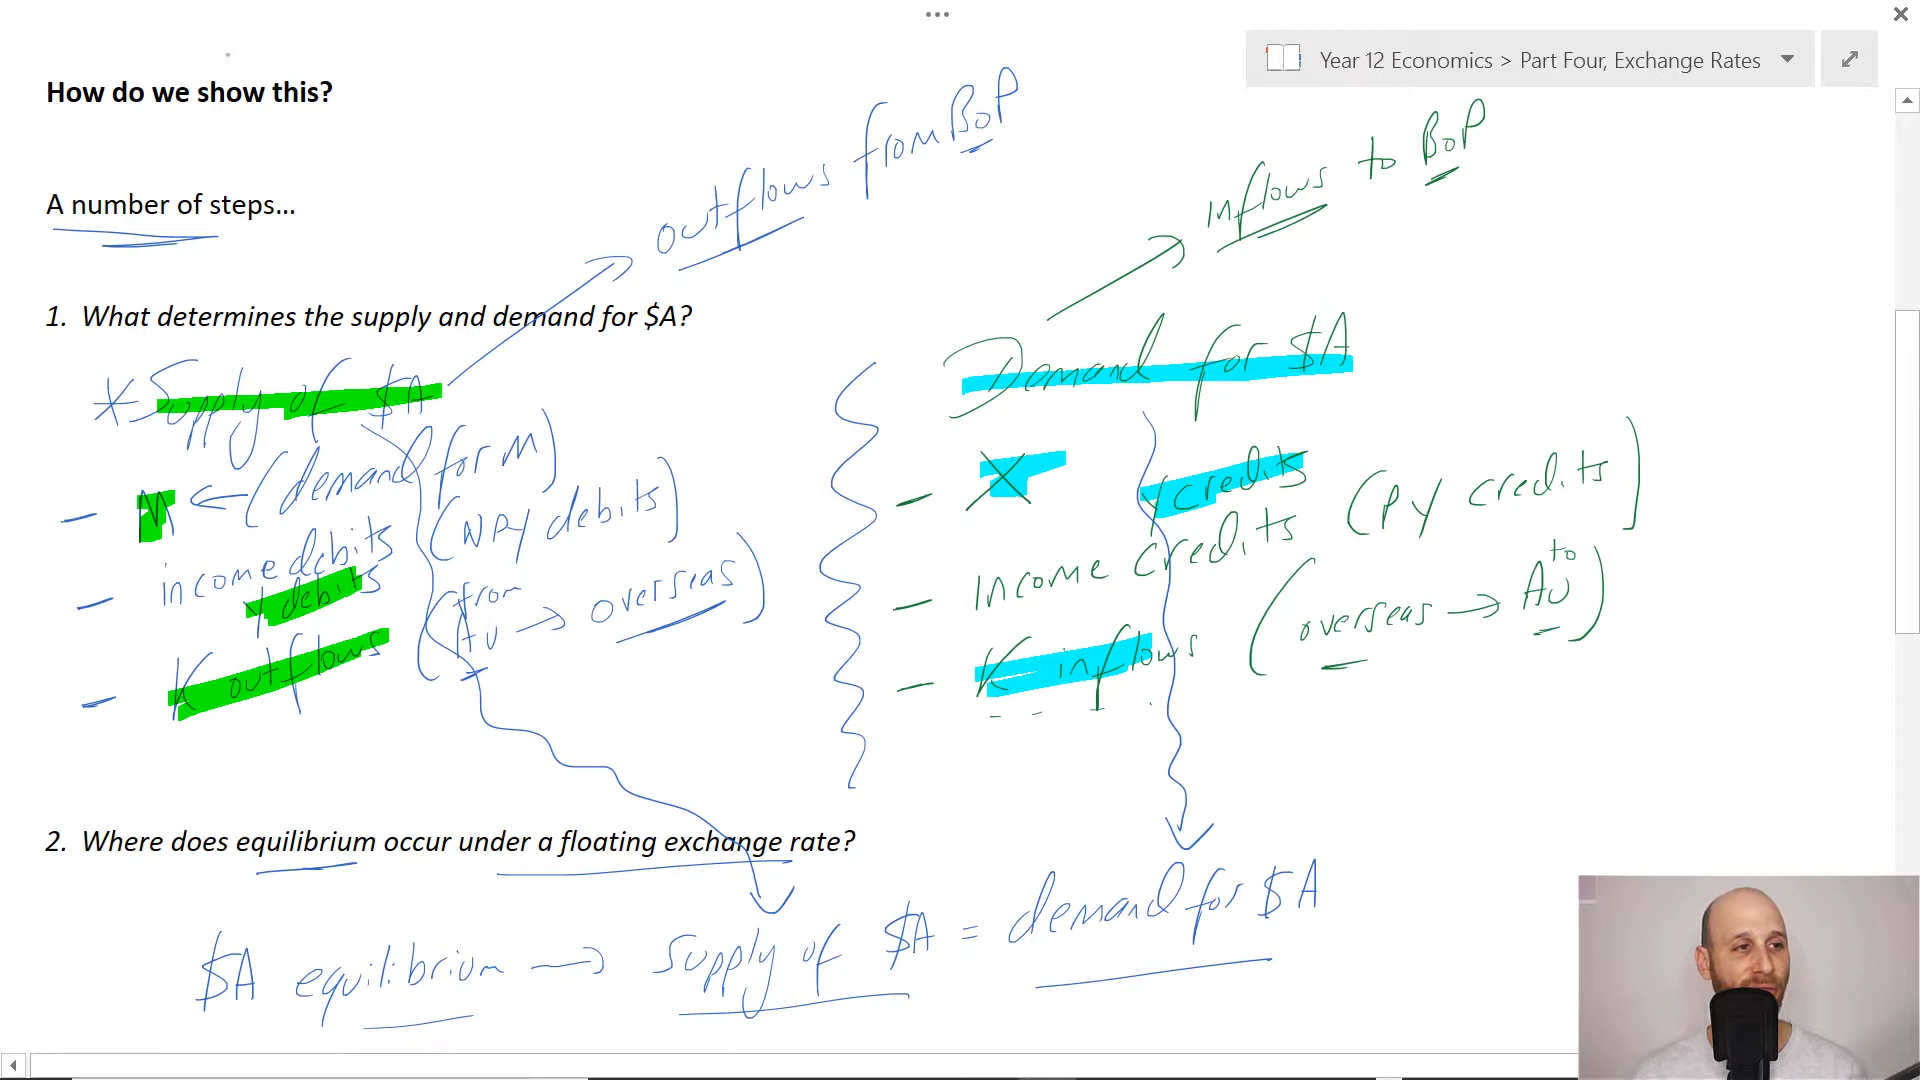 Year 12 Economics > Part Four, Exchange Rates
How do we show this?
outflows from BoP
inflows to BoP
A number of steps...
1. What determines the supply and demand for $A?
* Supply of $A
- M ← (demand for M)
- income debits (NPY debits)
Y debits
- K outflows (from AU → overseas)
Demand for $A
- X
Y credits
- Income credits (PY credits)
- K inflows (overseas → to AU)
2. Where does equilibrium occur under a floating exchange rate?
$A equilibrium → supply of $A = demand for $A